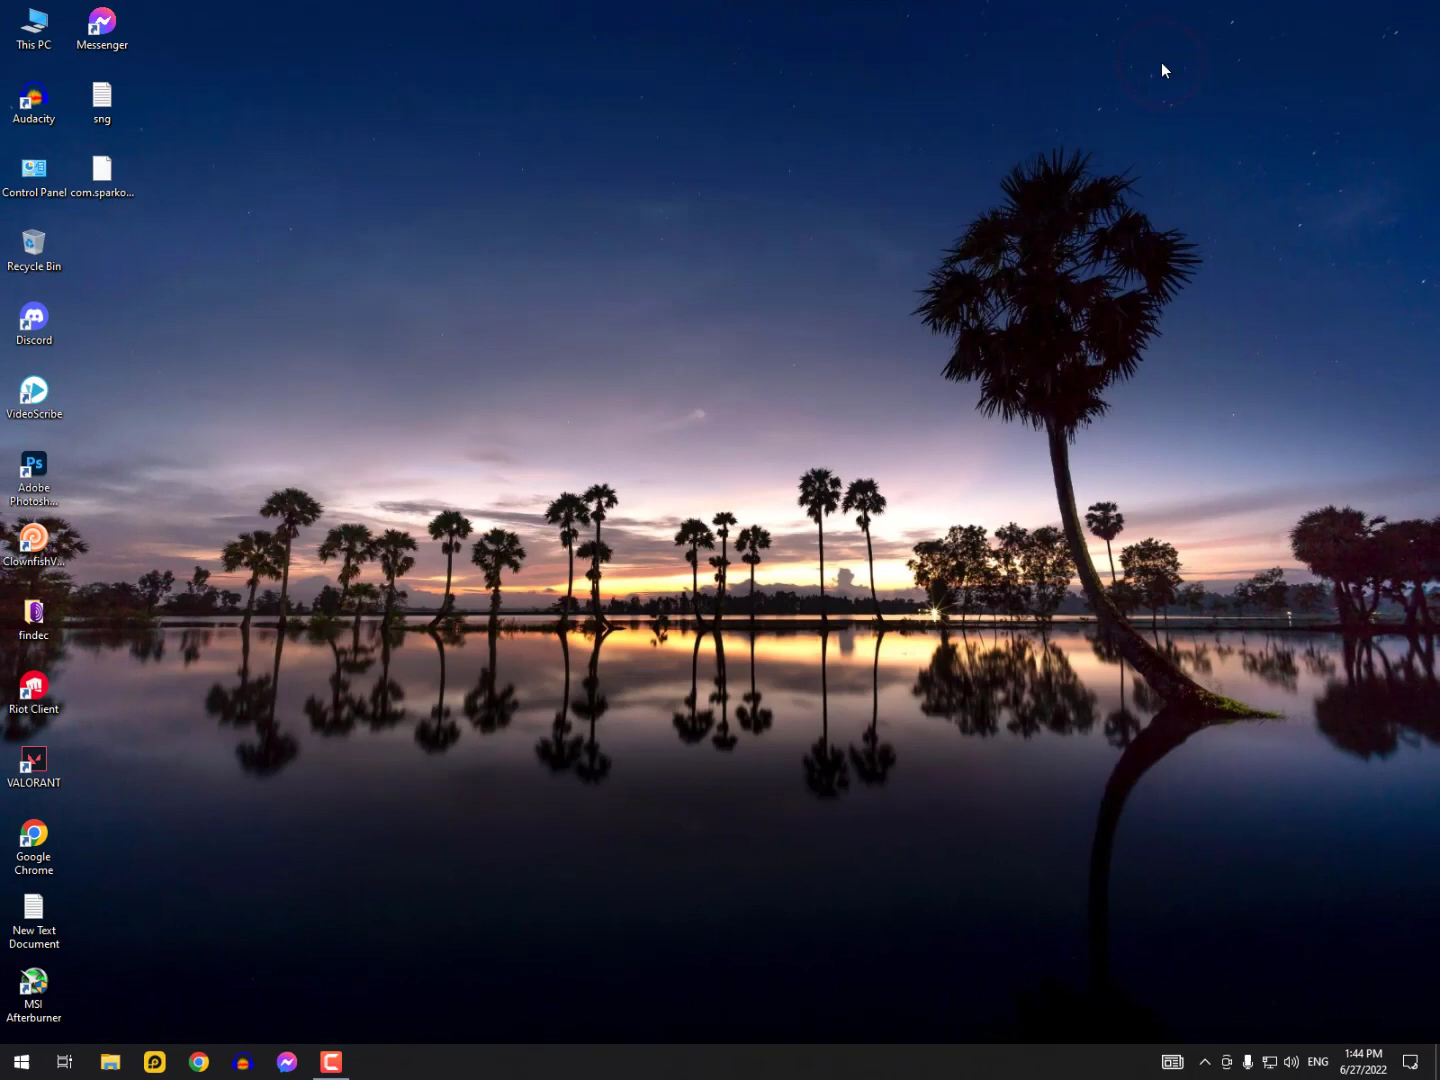 This PC
Messenger
Audacity
sng
Control Panel
com.sparko...
Recycle Bin
Discord
VideoScribe
Ps
Adobe
Photosh...
ClownfishV...
findec
Riot Client
VALORANT
Google
Chrome
New Text
Document
MSI
Afterburner
ENG
1:44 PM
6/27/2022